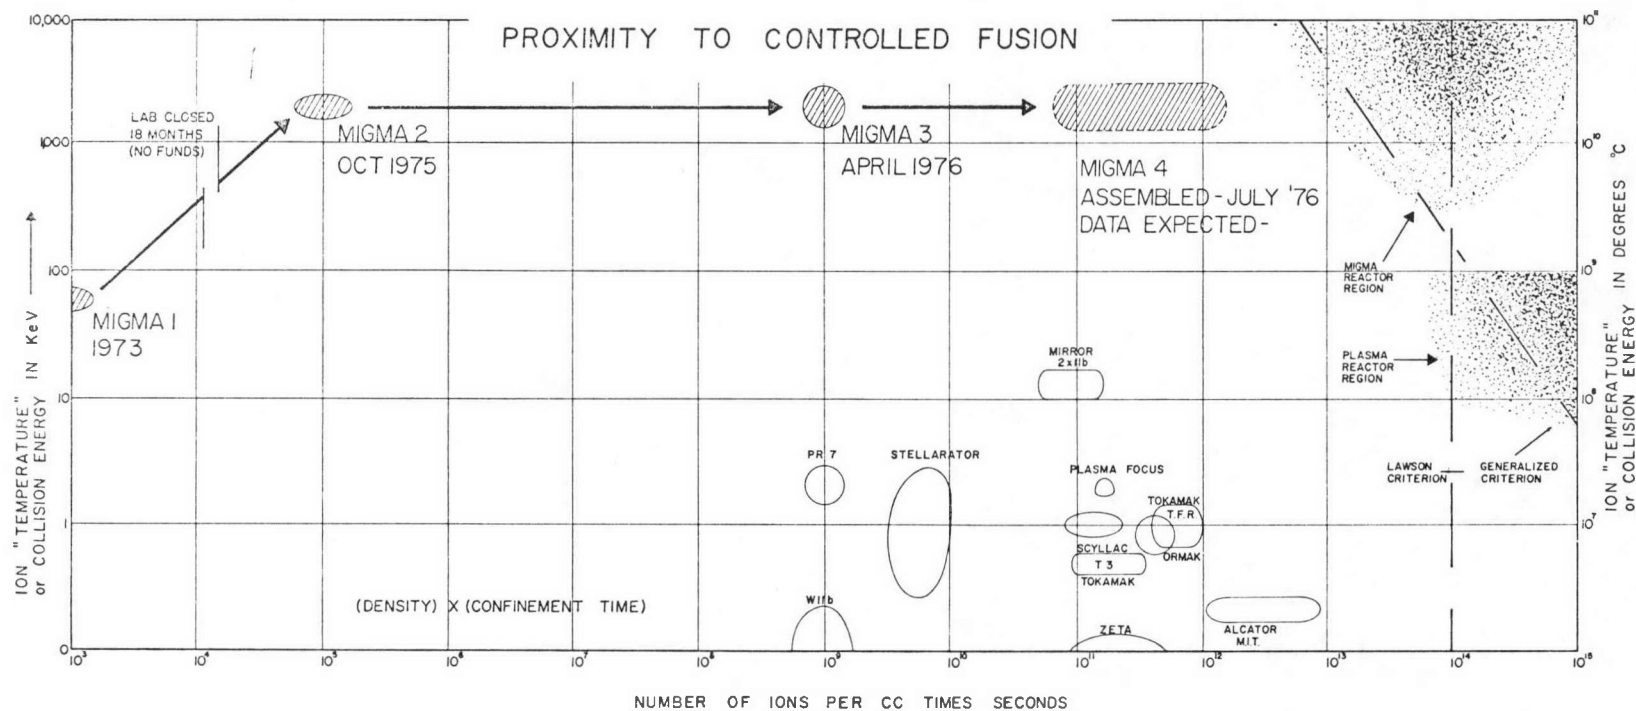 PROXIMITY TO CONTROLLED FUSION
10,000
1000
100
10
1
0
ION "TEMPERATURE"
or COLLISION ENERGY IN KeV
LAB CLOSED
18 MONTHS
(NO FUNDS)
MIGMA 1
1973
MIGMA 2
OCT 1975
MIGMA 3
APRIL 1976
MIGMA 4
ASSEMBLED - JULY '76
DATA EXPECTED -
MIGMA
REACTOR
REGION
PLASMA
REACTOR
REGION
MIRROR
2xIIb
PR 7
STELLARATOR
PLASMA FOCUS
TOKAMAK
T.F.R
SCYLLAC
ORMAK
T 3
TOKAMAK
WIIb
ZETA
ALCATOR
M.I.T.
LAWSON
CRITERION
GENERALIZED
CRITERION
(DENSITY) X (CONFINEMENT TIME)
10³ 10⁴ 10⁵ 10⁶ 10⁷ 10⁸ 10⁹ 10¹⁰ 10¹¹ 10¹² 10¹³ 10¹⁴ 10¹⁵
NUMBER OF IONS PER CC TIMES SECONDS
10¹¹
10¹⁰
10⁹
10⁸
10⁷
ION "TEMPERATURE"
or COLLISION ENERGY IN DEGREES °C